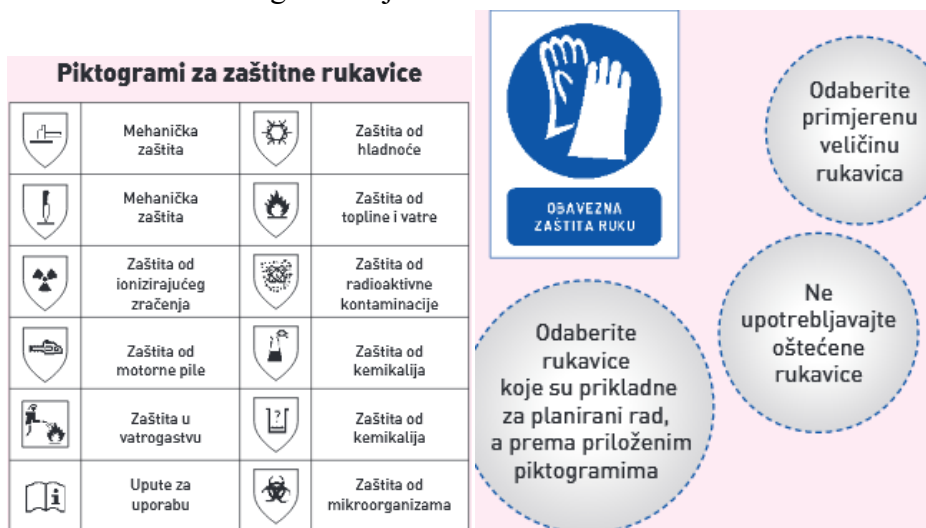 Piktogrami za zaštitne rukavice
Mehanička
zaštita
Zaštita od
hladnoće
Mehanička
zaštita
Zaštita od
topline i vatre
Zaštita od
ionizirajućeg
zračenja
Zaštita od
radioaktivne
kontaminacije
Zaštita od
motorne pile
Zaštita od
kemikalija
Zaštita u
vatrogastvu
Zaštita od
kemikalija
Upute za
uporabu
Zaštita od
mikroorganizama
OBAVEZNA
ZAŠTITA RUKU
Odaberite
primjerenu
veličinu
rukavica
Ne
upotrebljavajte
oštećene
rukavice
Odaberite
rukavice
koje su prikladne
za planirani rad,
a prema priloženim
piktogramima